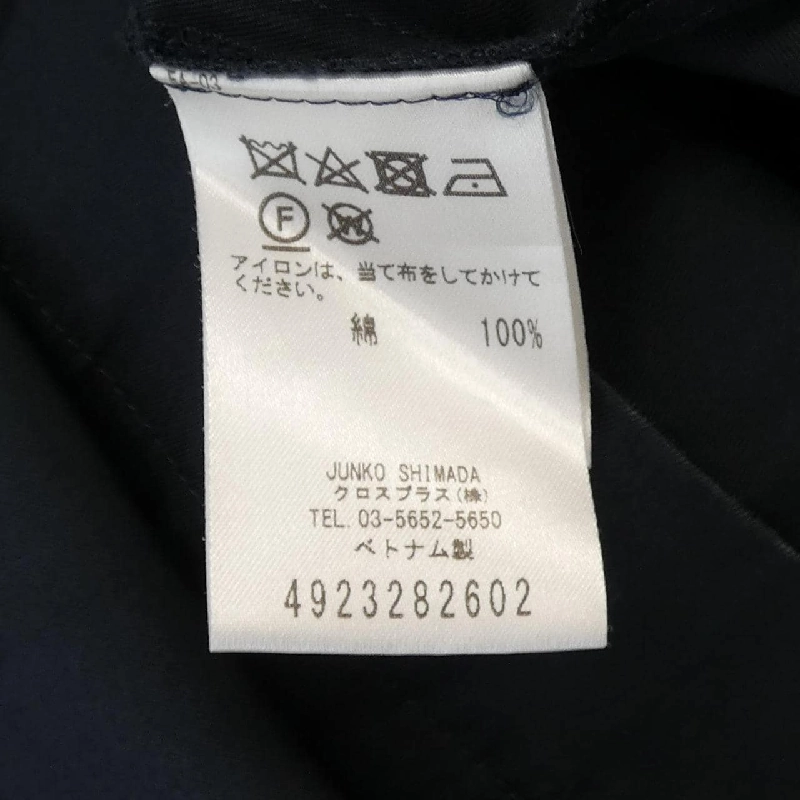 54-03
F
W
アイロンは、当て布をしてかけて
ください。
綿 100%
JUNKO SHIMADA
クロスプラス(株)
TEL.03-5652-5650
ベトナム製
4923282602